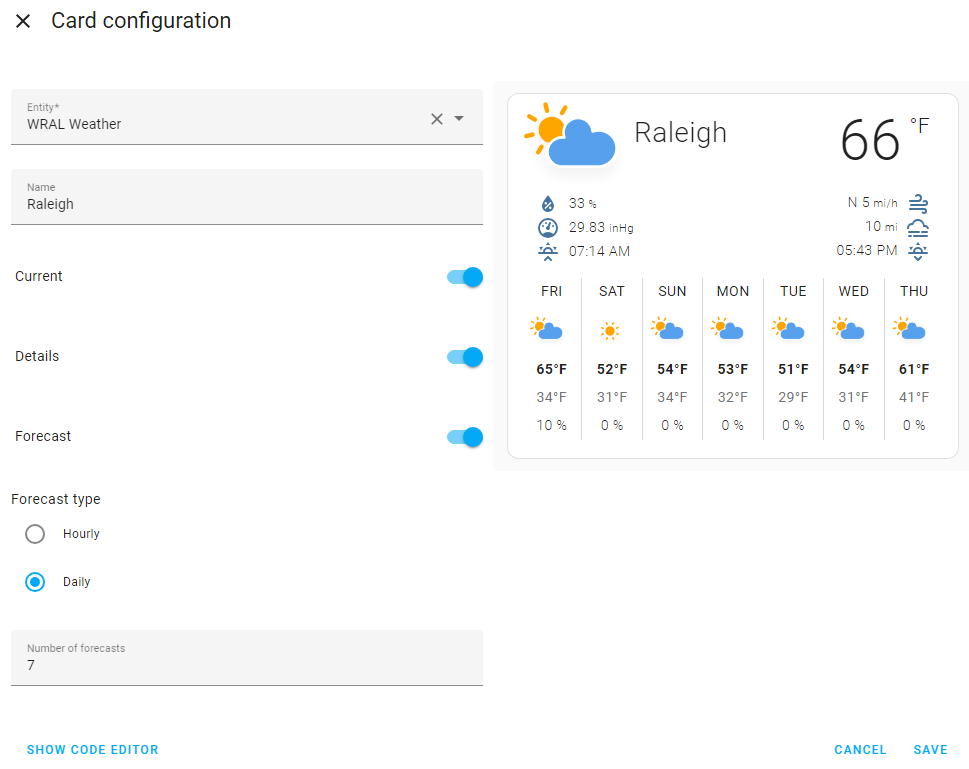 Card configuration
Entity*
WRAL Weather
Name
Raleigh
Current
Details
Forecast
Forecast type
Hourly
Daily
Number of forecasts
7
SHOW CODE EDITOR
Raleigh
66 °F
33 % N 5 mi/h
29.83 inHg 10 mi
07:14 AM 05:43 PM
FRI SAT SUN MON TUE WED THU
65°F 52°F 54°F 53°F 51°F 54°F 61°F
34°F 31°F 34°F 32°F 29°F 31°F 41°F
10 % 0 % 0 % 0 % 0 % 0 % 0 %
CANCEL SAVE